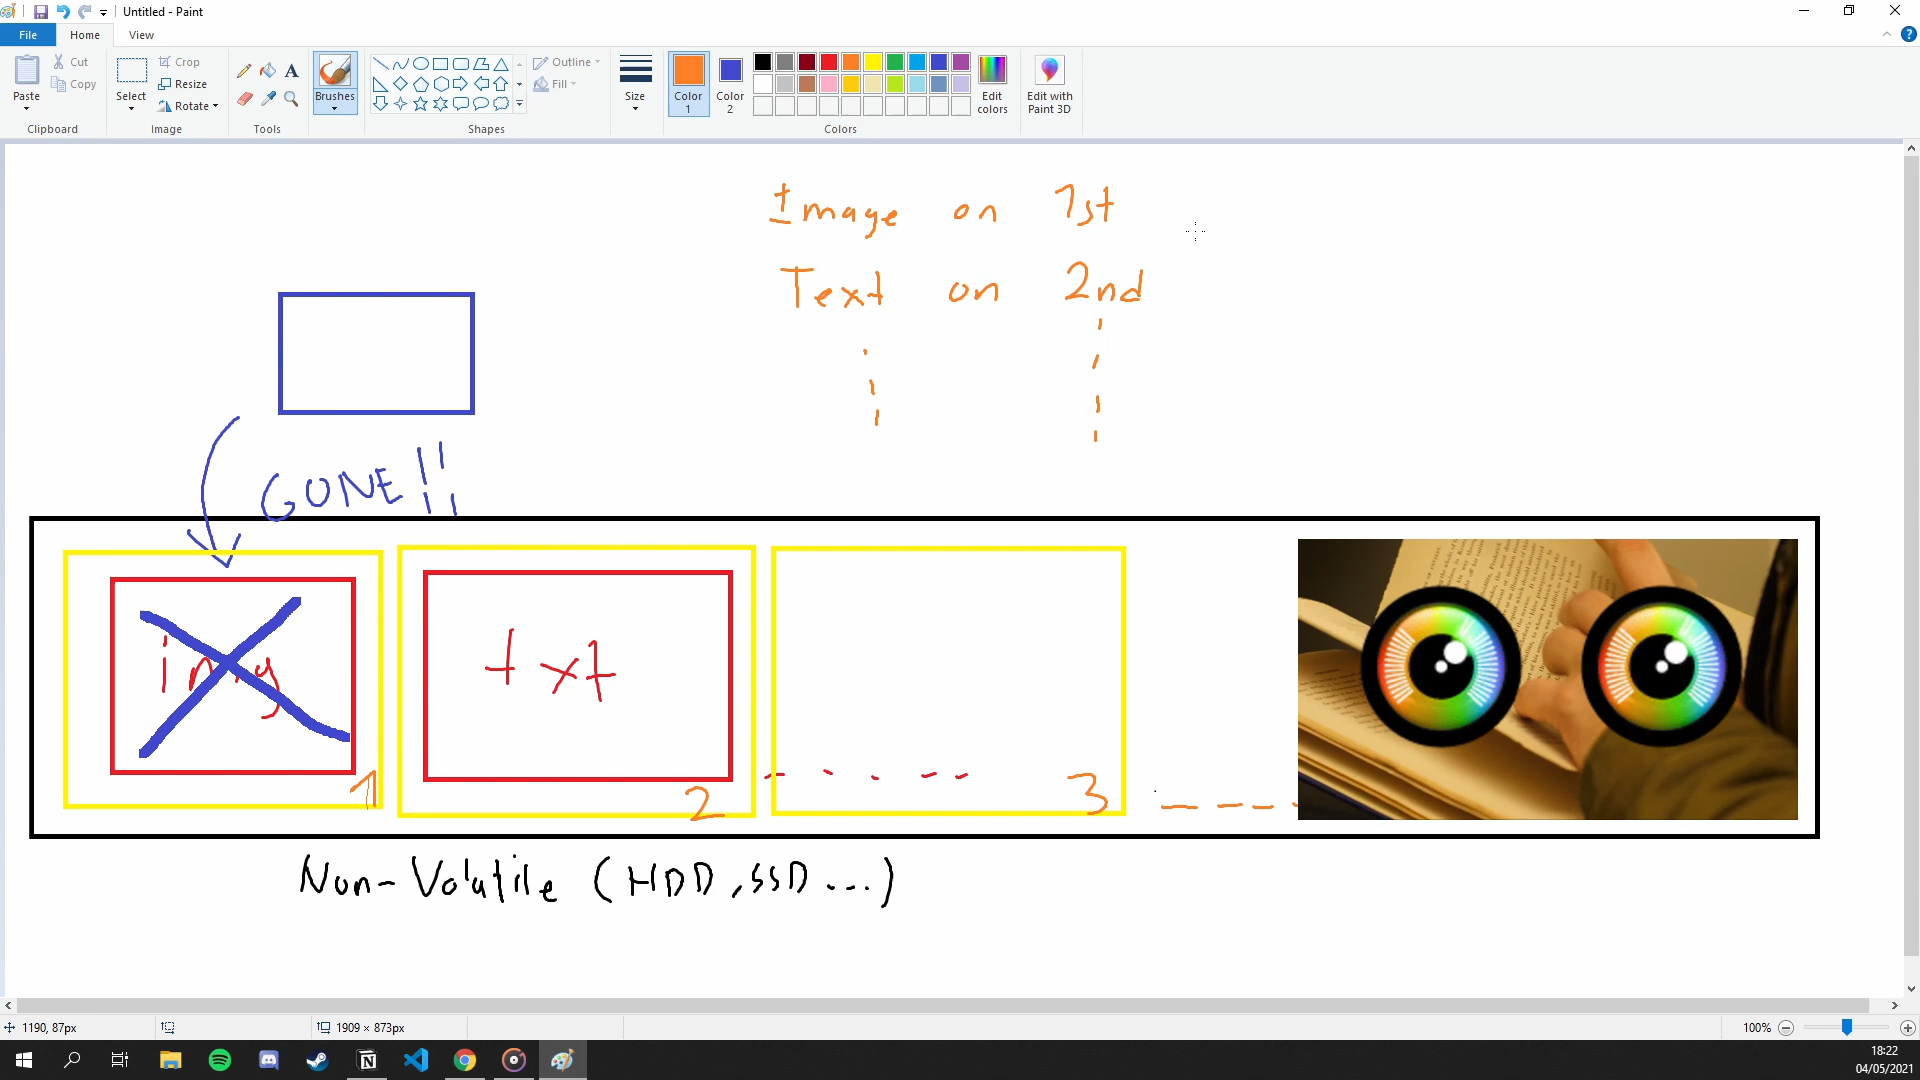 Untitled - Paint
File
Home
View
Paste
Cut
Copy
Clipboard
Select
Crop
Resize
Rotate
Image
Tools
Brushes
Shapes
Outline
Fill
Size
Color 1
Color 2
Edit colors
Colors
Edit with Paint 3D
Image on 1st
Text on 2nd
GONE!!
img
1
txt
2
3
Non-Volatile (HDD, SSD...)
1190, 87px
1909 × 873px
100%
18:22
04/05/2021